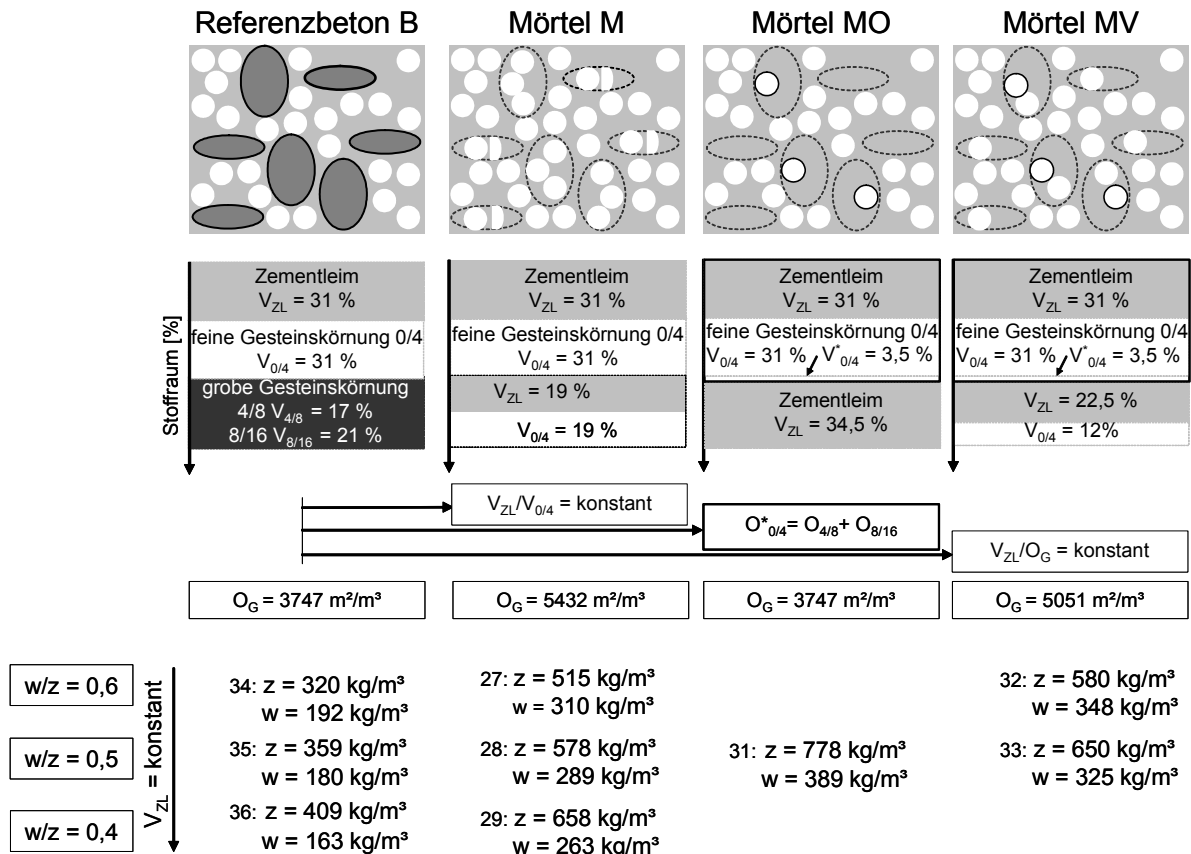 Referenzbeton B
Mörtel M
Mörtel MO
Mörtel MV
Stoffraum [%]
Zementleim
V_ZL = 31 %
feine Gesteinskörnung 0/4
V_0/4 = 31 %
grobe Gesteinskörnung
4/8 V_4/8 = 17 %
8/16 V_8/16 = 21 %
Zementleim
V_ZL = 31 %
feine Gesteinskörnung 0/4
V_0/4 = 31 %
V_ZL = 19 %
V_0/4 = 19 %
Zementleim
V_ZL = 31 %
feine Gesteinskörnung 0/4
V_0/4 = 31 % V*_0/4 = 3,5 %
Zementleim
V_ZL = 34,5 %
Zementleim
V_ZL = 31 %
feine Gesteinskörnung 0/4
V_0/4 = 31 % V*_0/4 = 3,5 %
V_ZL = 22,5 %
V_0/4 = 12%
V_ZL/V_0/4 = konstant
O*_0/4= O_4/8+ O_8/16
V_ZL/O_G = konstant
O_G = 3747 m²/m³
O_G = 5432 m²/m³
O_G = 3747 m²/m³
O_G = 5051 m²/m³
V_ZL = konstant
w/z = 0,6
34: z = 320 kg/m³
w = 192 kg/m³
27: z = 515 kg/m³
w = 310 kg/m³
32: z = 580 kg/m³
w = 348 kg/m³
w/z = 0,5
35: z = 359 kg/m³
w = 180 kg/m³
28: z = 578 kg/m³
w = 289 kg/m³
31: z = 778 kg/m³
w = 389 kg/m³
33: z = 650 kg/m³
w = 325 kg/m³
w/z = 0,4
36: z = 409 kg/m³
w = 163 kg/m³
29: z = 658 kg/m³
w = 263 kg/m³